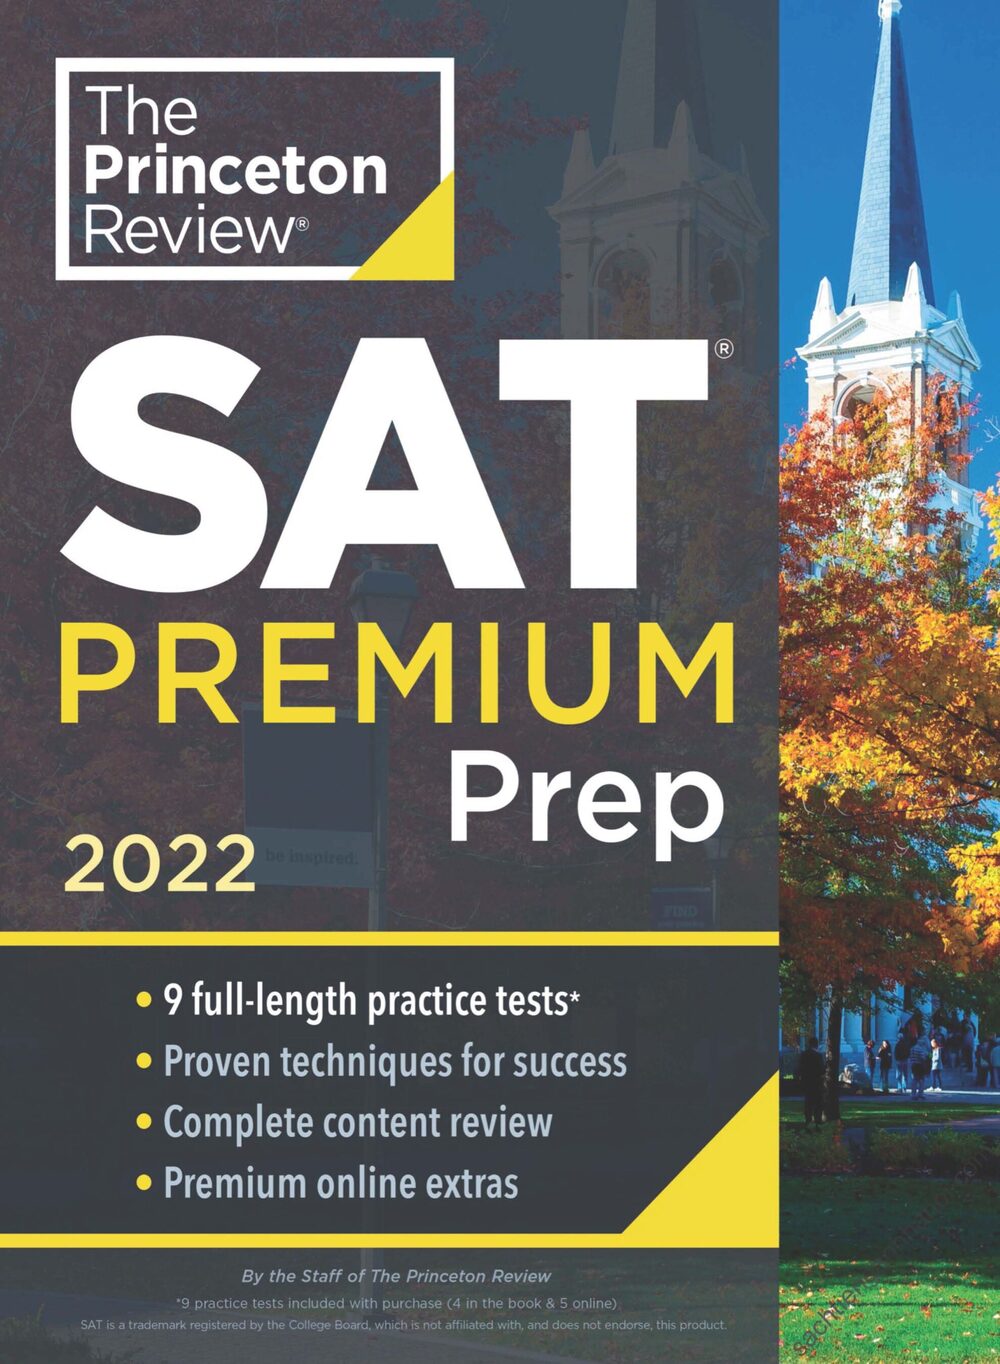 The
Princeton
Review®
SAT®
PREMIUM
Prep
2022
be inspired.
FIND
• 9 full-length practice tests*
• Proven techniques for success
• Complete content review
• Premium online extras
By the Staff of The Princeton Review
*9 practice tests included with purchase (4 in the book & 5 online)
SAT is a trademark registered by the College Board, which is not affiliated with, and does not endorse, this product.